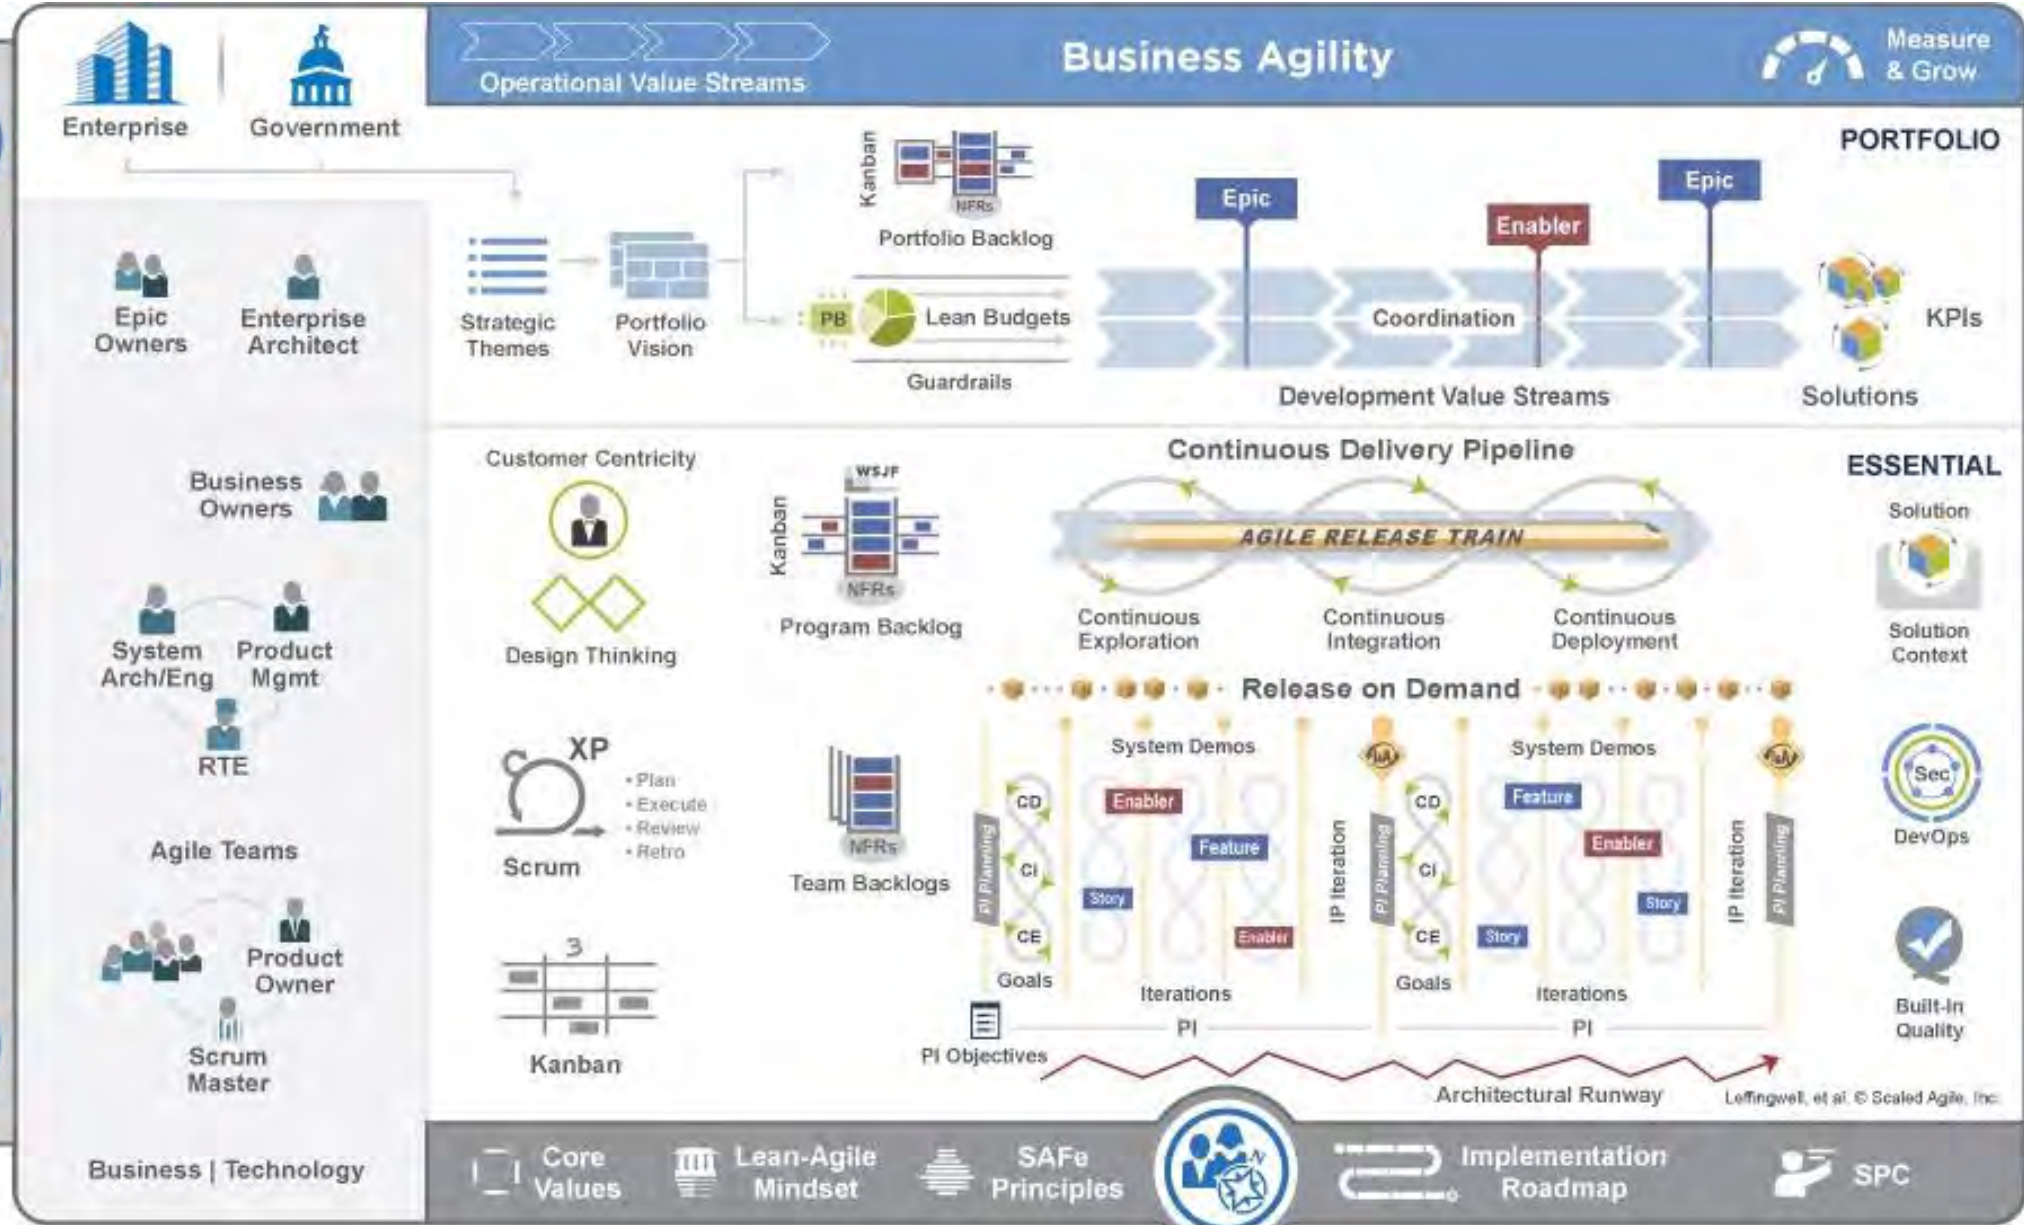 Operational Value Streams
Business Agility
Measure
& Grow
Enterprise
Government
PORTFOLIO
Kanban
NFRs
Portfolio Backlog
Epic
Enabler
Epic
Epic
Owners
Enterprise
Architect
Strategic
Themes
Portfolio
Vision
PB
Lean Budgets
Guardrails
Coordination
Development Value Streams
KPIs
Solutions
Business
Owners
Customer Centricity
Design Thinking
WSJF
Kanban
NFRs
Program Backlog
Continuous Delivery Pipeline
AGILE RELEASE TRAIN
Continuous
Exploration
Continuous
Integration
Continuous
Deployment
ESSENTIAL
Solution
Solution
Context
System
Arch/Eng
Product
Mgmt
RTE
Release on Demand
XP
• Plan
• Execute
• Review
• Retro
Scrum
NFRs
Team Backlogs
System Demos
System Demos
PI Planning
CD
CI
CE
Goals
Enabler
Feature
Story
Enabler
Iterations
IP Iteration
I&A
PI Planning
CD
CI
CE
Goals
Feature
Enabler
Story
Story
Iterations
IP Iteration
I&A
PI Planning
Sec
DevOps
Agile Teams
Product
Owner
Scrum
Master
3
Kanban
PI
PI
PI Objectives
Architectural Runway
Built-In
Quality
Leffingwell, et al. © Scaled Agile, Inc.
Business | Technology
Core
Values
Lean-Agile
Mindset
SAFe
Principles
N
Implementation
Roadmap
SPC